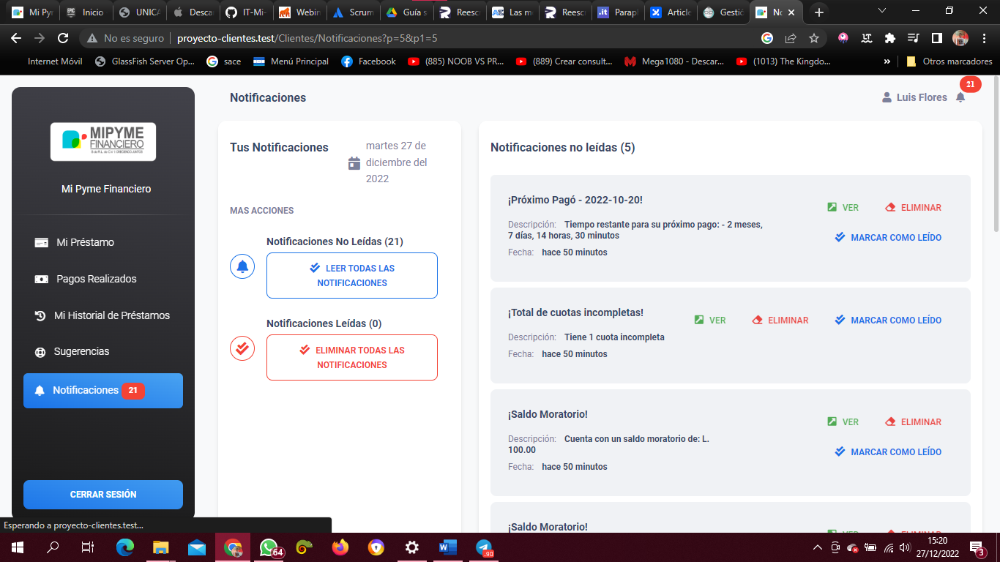 Mi Pyr
Inicio
UNICA
Descar
IT-Mi-
Webin
Scrum
Guía s
Reescr
Las me
Reescr
Parap
Article
Gestió
No
No es seguro
proyecto-clientes.test/Clientes/Notificaciones?p=5&p1=5
Internet Móvil
GlassFish Server Op...
sace
Menú Principal
Facebook
(885) NOOB VS PR...
(889) Crear consult...
Mega1080 - Descar...
(1013) The Kingdo...
»
Otros marcadores
MIPYME
FINANCIERO
Mi Pyme Financiero
Mi Préstamo
Pagos Realizados
Mi Historial de Préstamos
Sugerencias
Notificaciones 21
CERRAR SESIÓN
Esperando a proyecto-clientes.test...
Notificaciones
Luis Flores
21
Tus Notificaciones
martes 27 de
diciembre del
2022
MAS ACCIONES
Notificaciones No Leídas (21)
LEER TODAS LAS
NOTIFICACIONES
Notificaciones Leídas (0)
ELIMINAR TODAS LAS
NOTIFICACIONES
Notificaciones no leídas (5)
¡Próximo Pagó - 2022-10-20!
Descripción: Tiempo restante para su próximo pago: - 2 meses,
7 días, 14 horas, 30 minutos
Fecha: hace 50 minutos
VER
ELIMINAR
MARCAR COMO LEÍDO
¡Total de cuotas incompletas!
Descripción: Tiene 1 cuota incompleta
Fecha: hace 50 minutos
VER
ELIMINAR
MARCAR COMO LEÍDO
¡Saldo Moratorio!
Descripción: Cuenta con un saldo moratorio de: L.
100.00
Fecha: hace 50 minutos
VER
ELIMINAR
MARCAR COMO LEÍDO
¡Saldo Moratorio!
VER
ELIMINAR
64
.90
15:20
27/12/2022
3